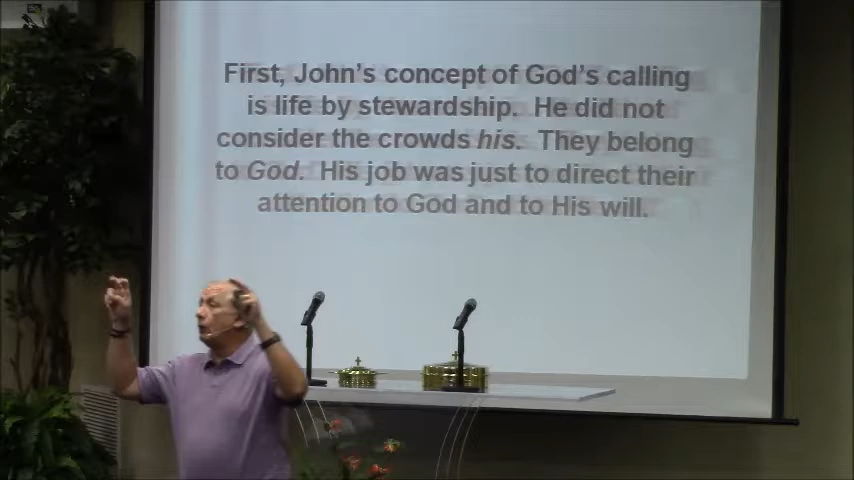 First, John's concept of God's calling
is life by stewardship. He did not
consider the crowds his. They belong
to God. His job was just to direct their
attention to God and to His will.